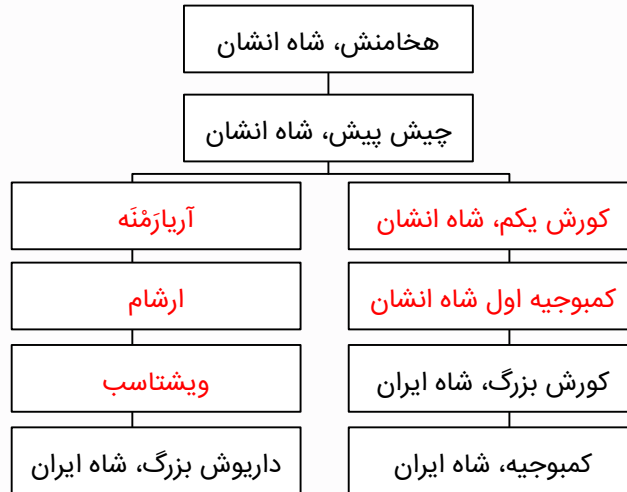 هخامنش، شاه انشان
چیش پیش، شاه انشان
کورش یکم، شاه انشان
آریارَمْنَه
کمبوجیه اول شاه انشان
ارشام
کورش بزرگ، شاه ایران
ویشتاسب
کمبوجیه، شاه ایران
داریوش بزرگ، شاه ایران